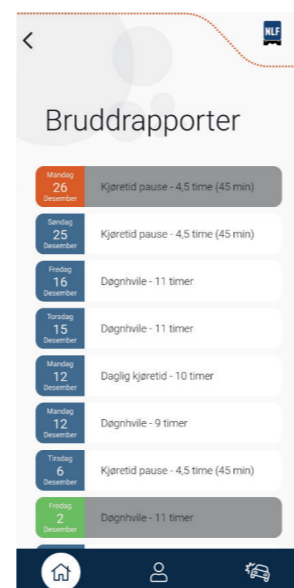 NLF
Bruddrapporter
Mandag
26
Desember
Kjøretid pause - 4,5 time (45 min)
Søndag
25
Desember
Kjøretid pause - 4,5 time (45 min)
Fredag
16
Desember
Døgnhvile - 11 timer
Torsdag
15
Desember
Døgnhvile - 11 timer
Mandag
12
Desember
Daglig kjøretid - 10 timer
Mandag
12
Desember
Døgnhvile - 9 timer
Tirsdag
6
Desember
Kjøretid pause - 4,5 time (45 min)
Fredag
2
Desember
Døgnhvile - 11 timer